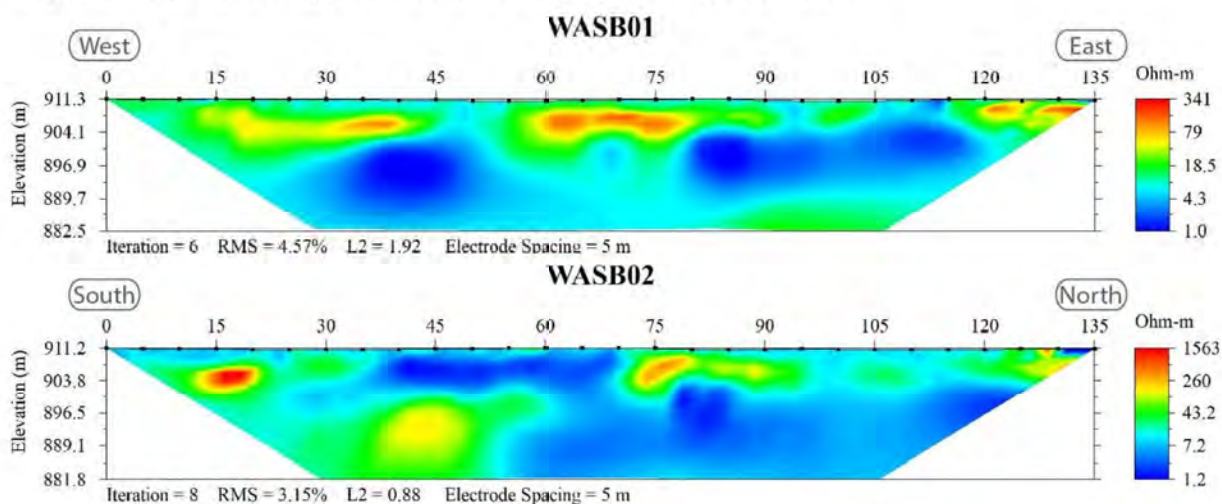 WASB01
West East
0 15 30 45 60 75 90 105 120 135 Ohm-m
911.3 341
904.1 79
Elevation (m) 896.9 18.5
889.7 4.3
882.5 1.0
Iteration = 6 RMS = 4.57% L2 = 1.92 Electrode Spacing = 5 m
WASB02
South North
0 15 30 45 60 75 90 105 120 135 Ohm-m
911.2 1563
903.8 260
Elevation (m) 896.5 43.2
889.1 7.2
881.8 1.2
Iteration = 8 RMS = 3.15% L2 = 0.88 Electrode Spacing = 5 m